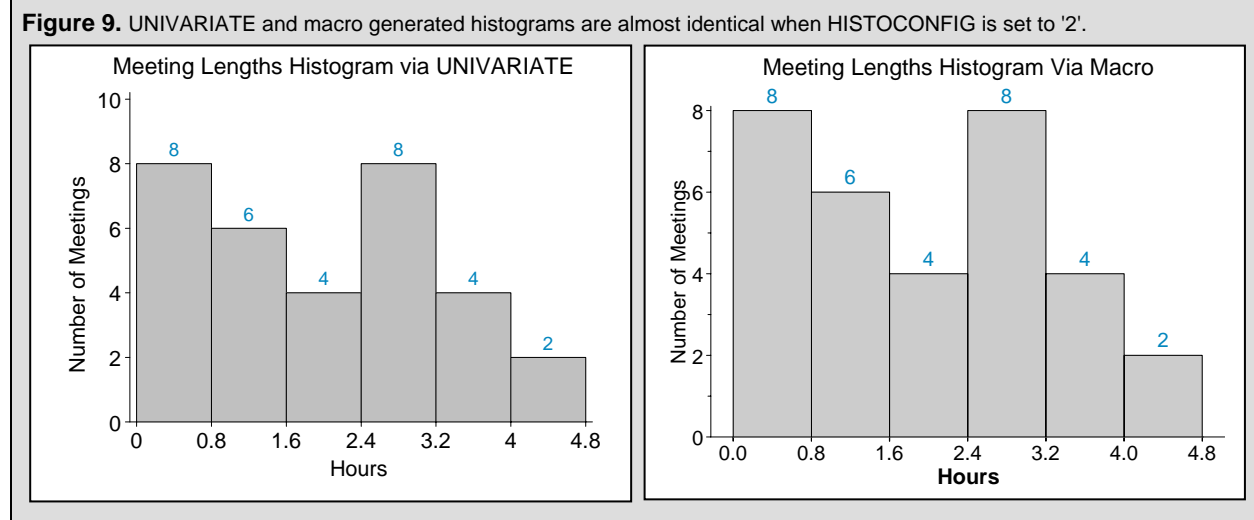 Figure 9. UNIVARIATE and macro generated histograms are almost identical when HISTOCONFIG is set to '2'.
Meeting Lengths Histogram via UNIVARIATE
Number of Meetings
10
8
6
4
2
0
8
6
4
8
4
2
0 0.8 1.6 2.4 3.2 4 4.8
Hours
Meeting Lengths Histogram Via Macro
Number of Meetings
8
6
4
2
0
8
6
4
8
4
2
0.0 0.8 1.6 2.4 3.2 4.0 4.8
Hours